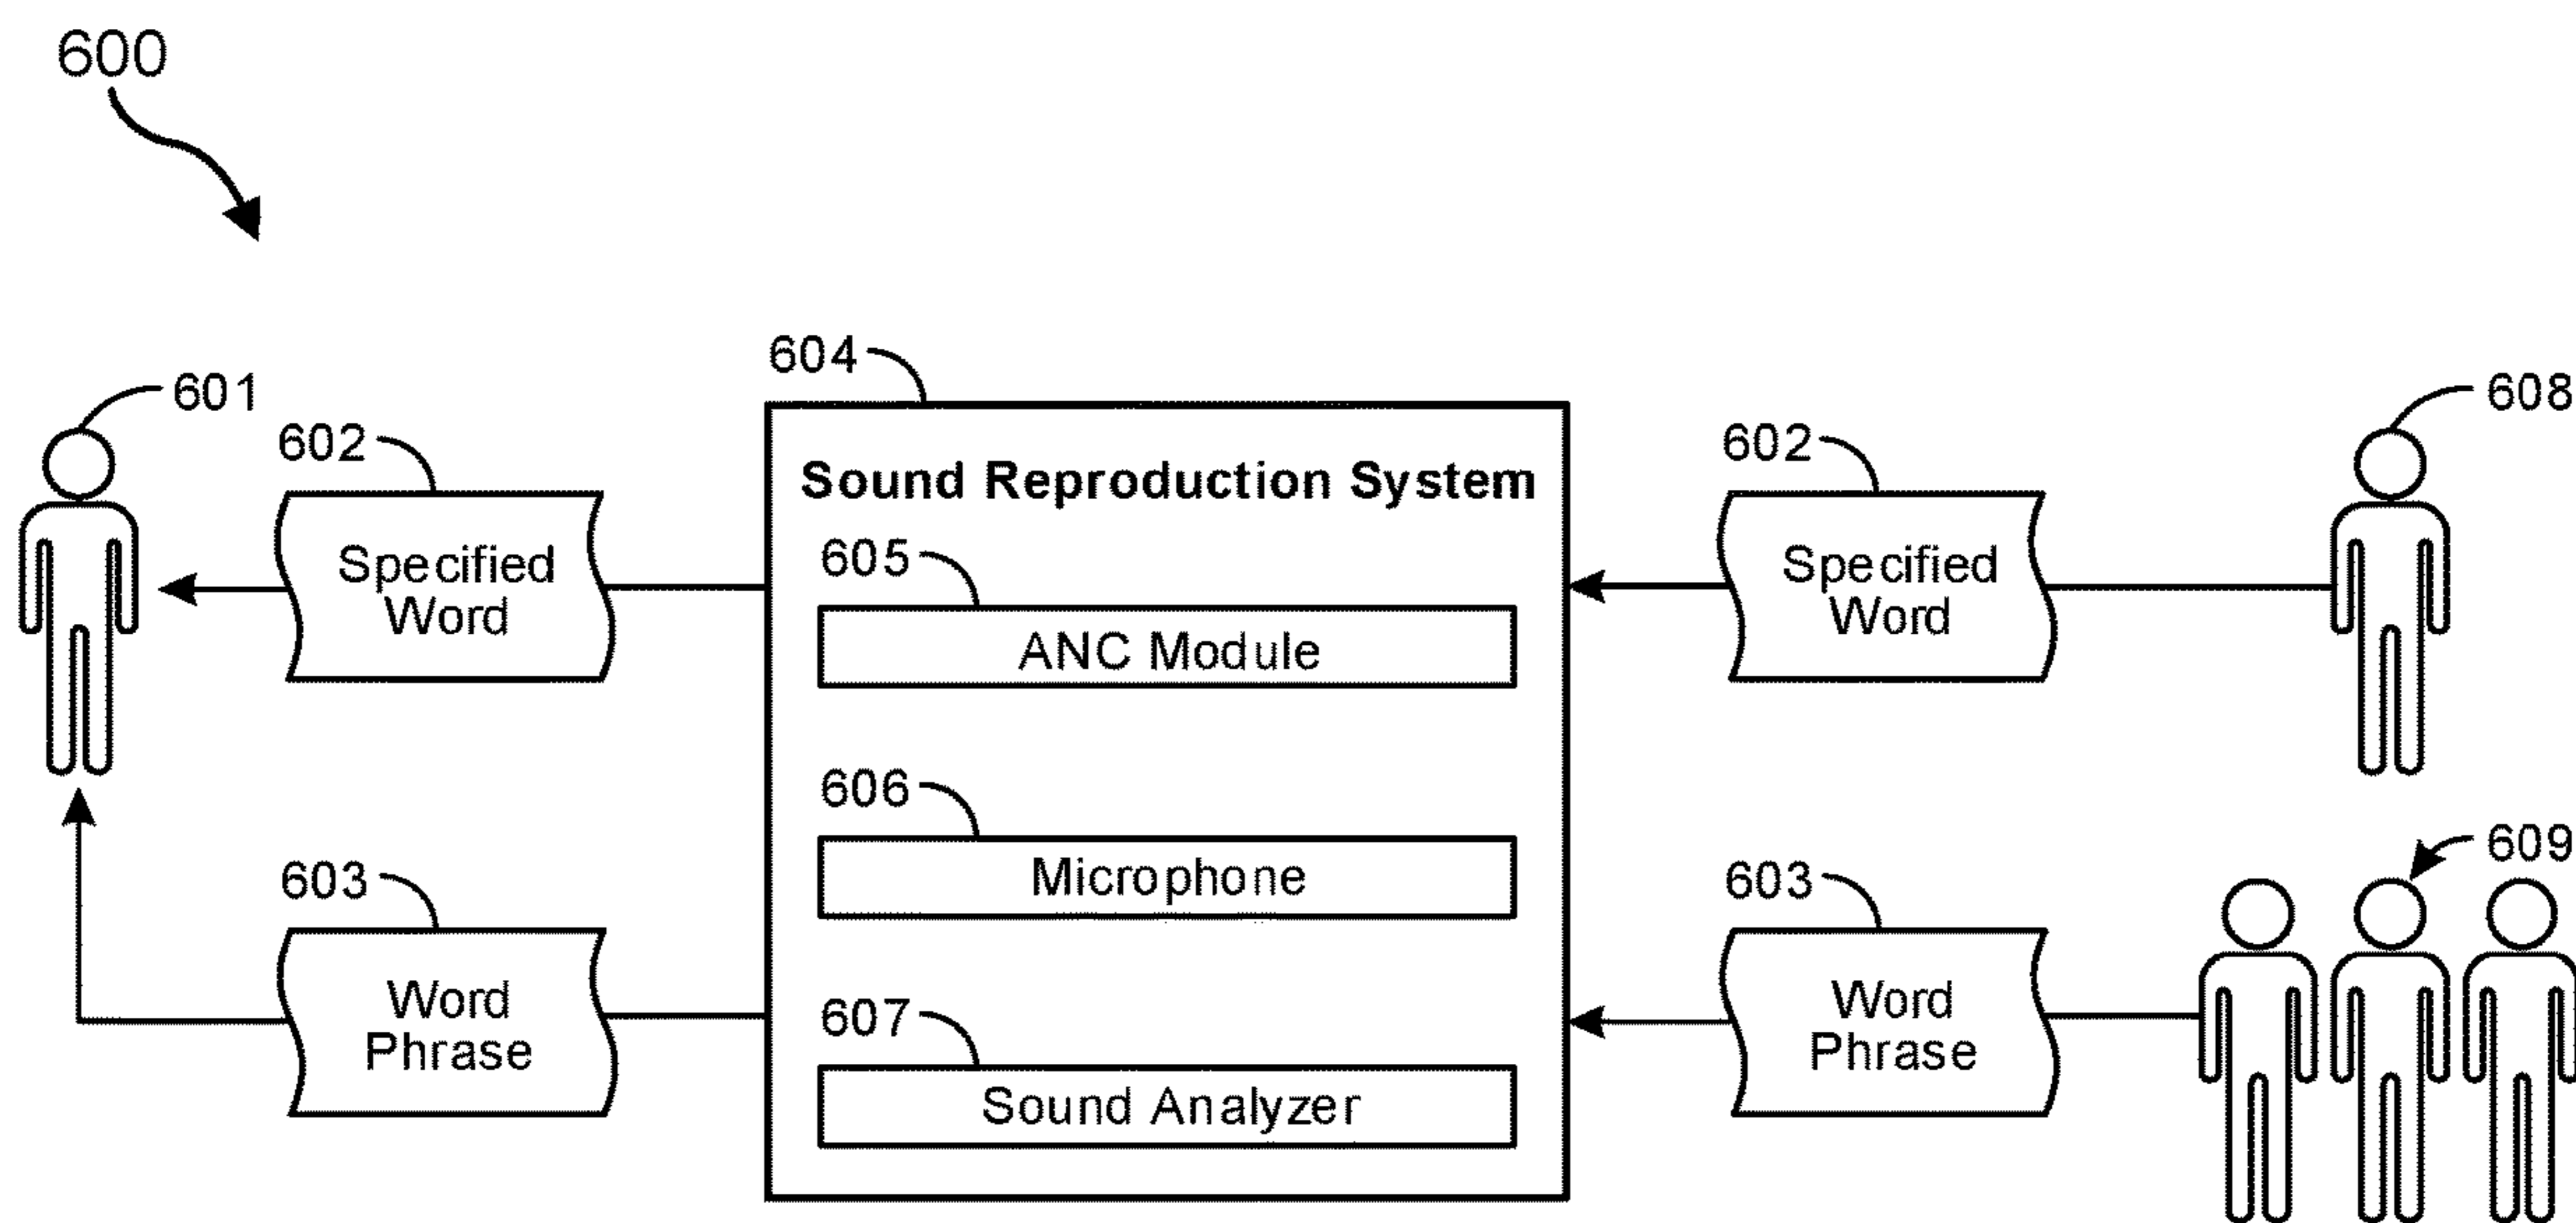 600
604
601
608
602
602
Sound Reproduction System
Specified
Word
605
Specified
Word
ANC Module
606
609
603
Microphone
603
Word
Phrase
607
Word
Phrase
Sound Analyzer